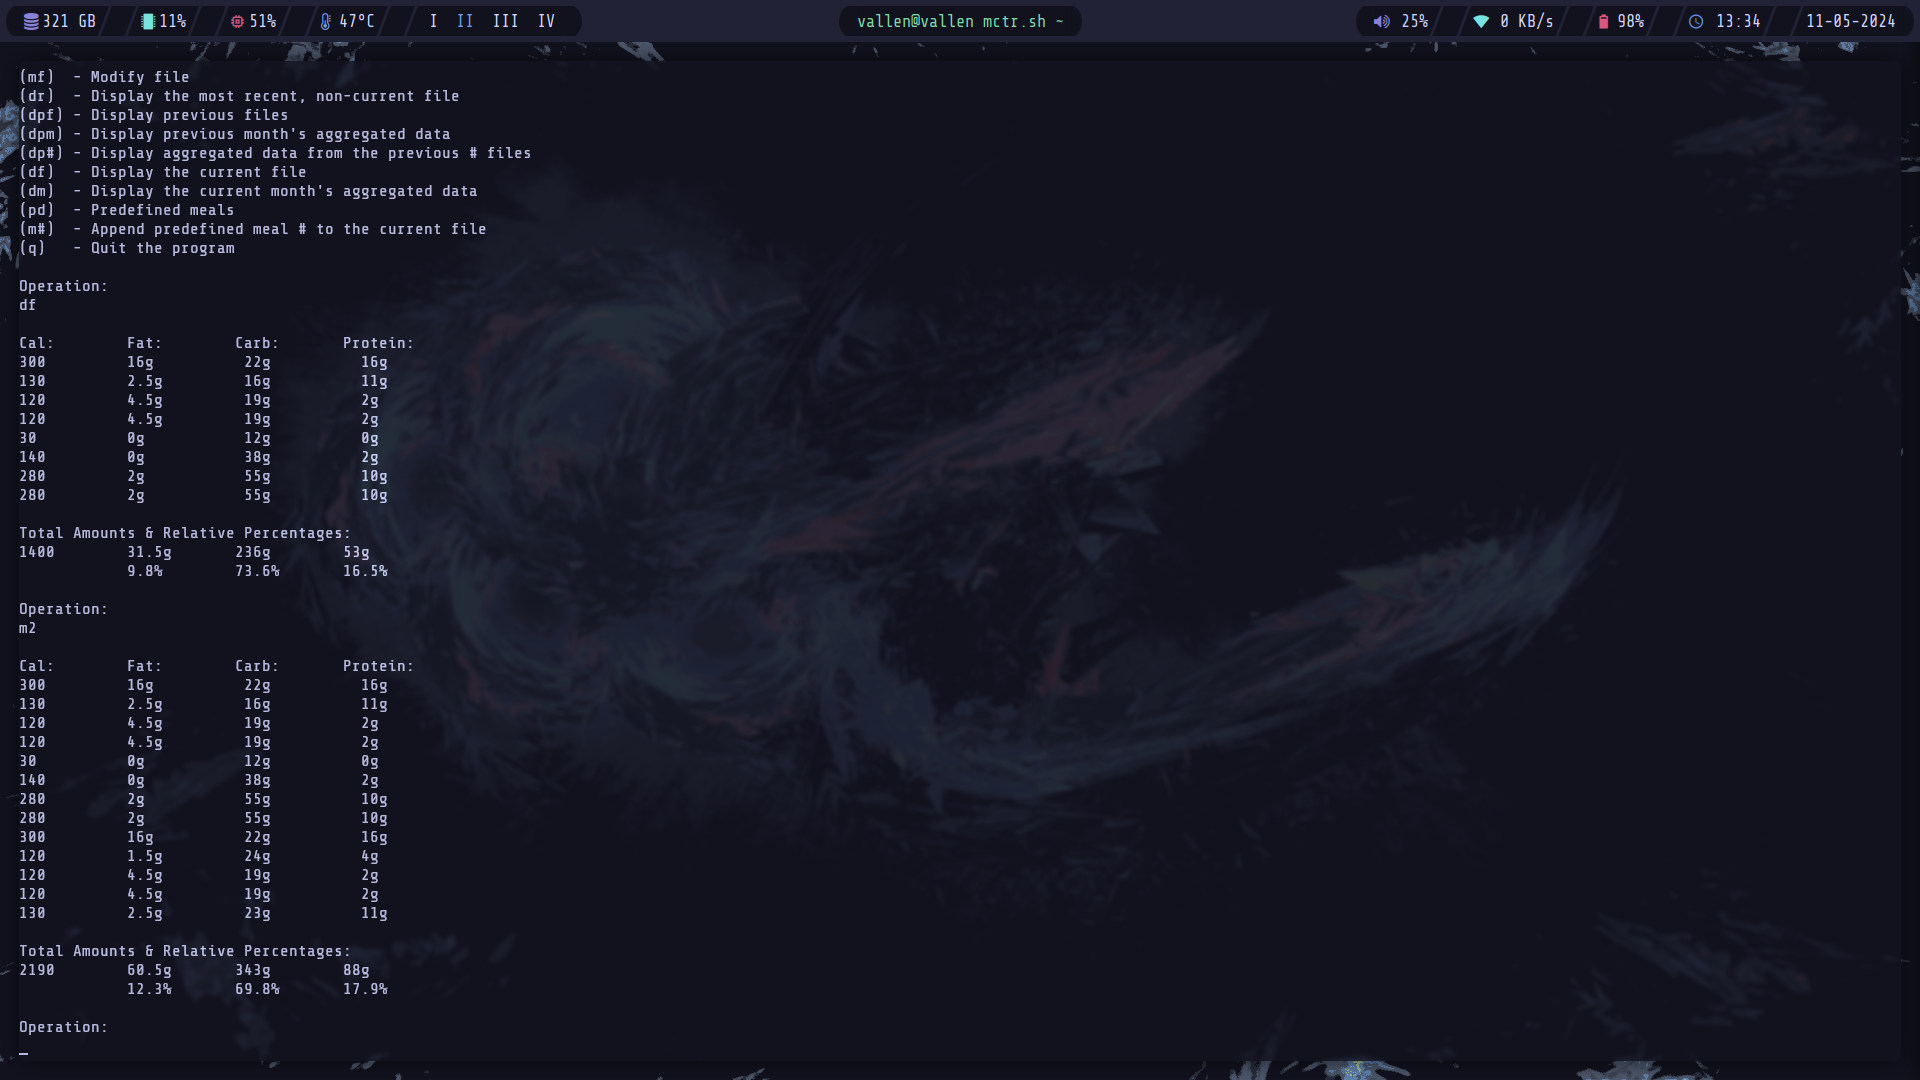 321 GB 11% 51% 47°C I II III IV vallen@vallen mctr.sh ~ 25% 0 KB/s 98% 13:34 11-05-2024
(mf)  - Modify file
(dr)  - Display the most recent, non-current file
(dpf) - Display previous files
(dpm) - Display previous month's aggregated data
(dp#) - Display aggregated data from the previous # files
(df)  - Display the current file
(dm)  - Display the current month's aggregated data
(pd)  - Predefined meals
(m#)  - Append predefined meal # to the current file
(q)   - Quit the program
Operation:
df
Cal: Fat: Carb: Protein:
300 16g 22g 16g
130 2.5g 16g 11g
120 4.5g 19g 2g
120 4.5g 19g 2g
30 0g 12g 0g
140 0g 38g 2g
280 2g 55g 10g
280 2g 55g 10g
Total Amounts & Relative Percentages:
1400 31.5g 236g 53g
9.8% 73.6% 16.5%
Operation:
m2
Cal: Fat: Carb: Protein:
300 16g 22g 16g
130 2.5g 16g 11g
120 4.5g 19g 2g
120 4.5g 19g 2g
30 0g 12g 0g
140 0g 38g 2g
280 2g 55g 10g
280 2g 55g 10g
300 16g 22g 16g
120 1.5g 24g 4g
120 4.5g 19g 2g
120 4.5g 19g 2g
130 2.5g 23g 11g
Total Amounts & Relative Percentages:
2190 60.5g 343g 88g
12.3% 69.8% 17.9%
Operation: